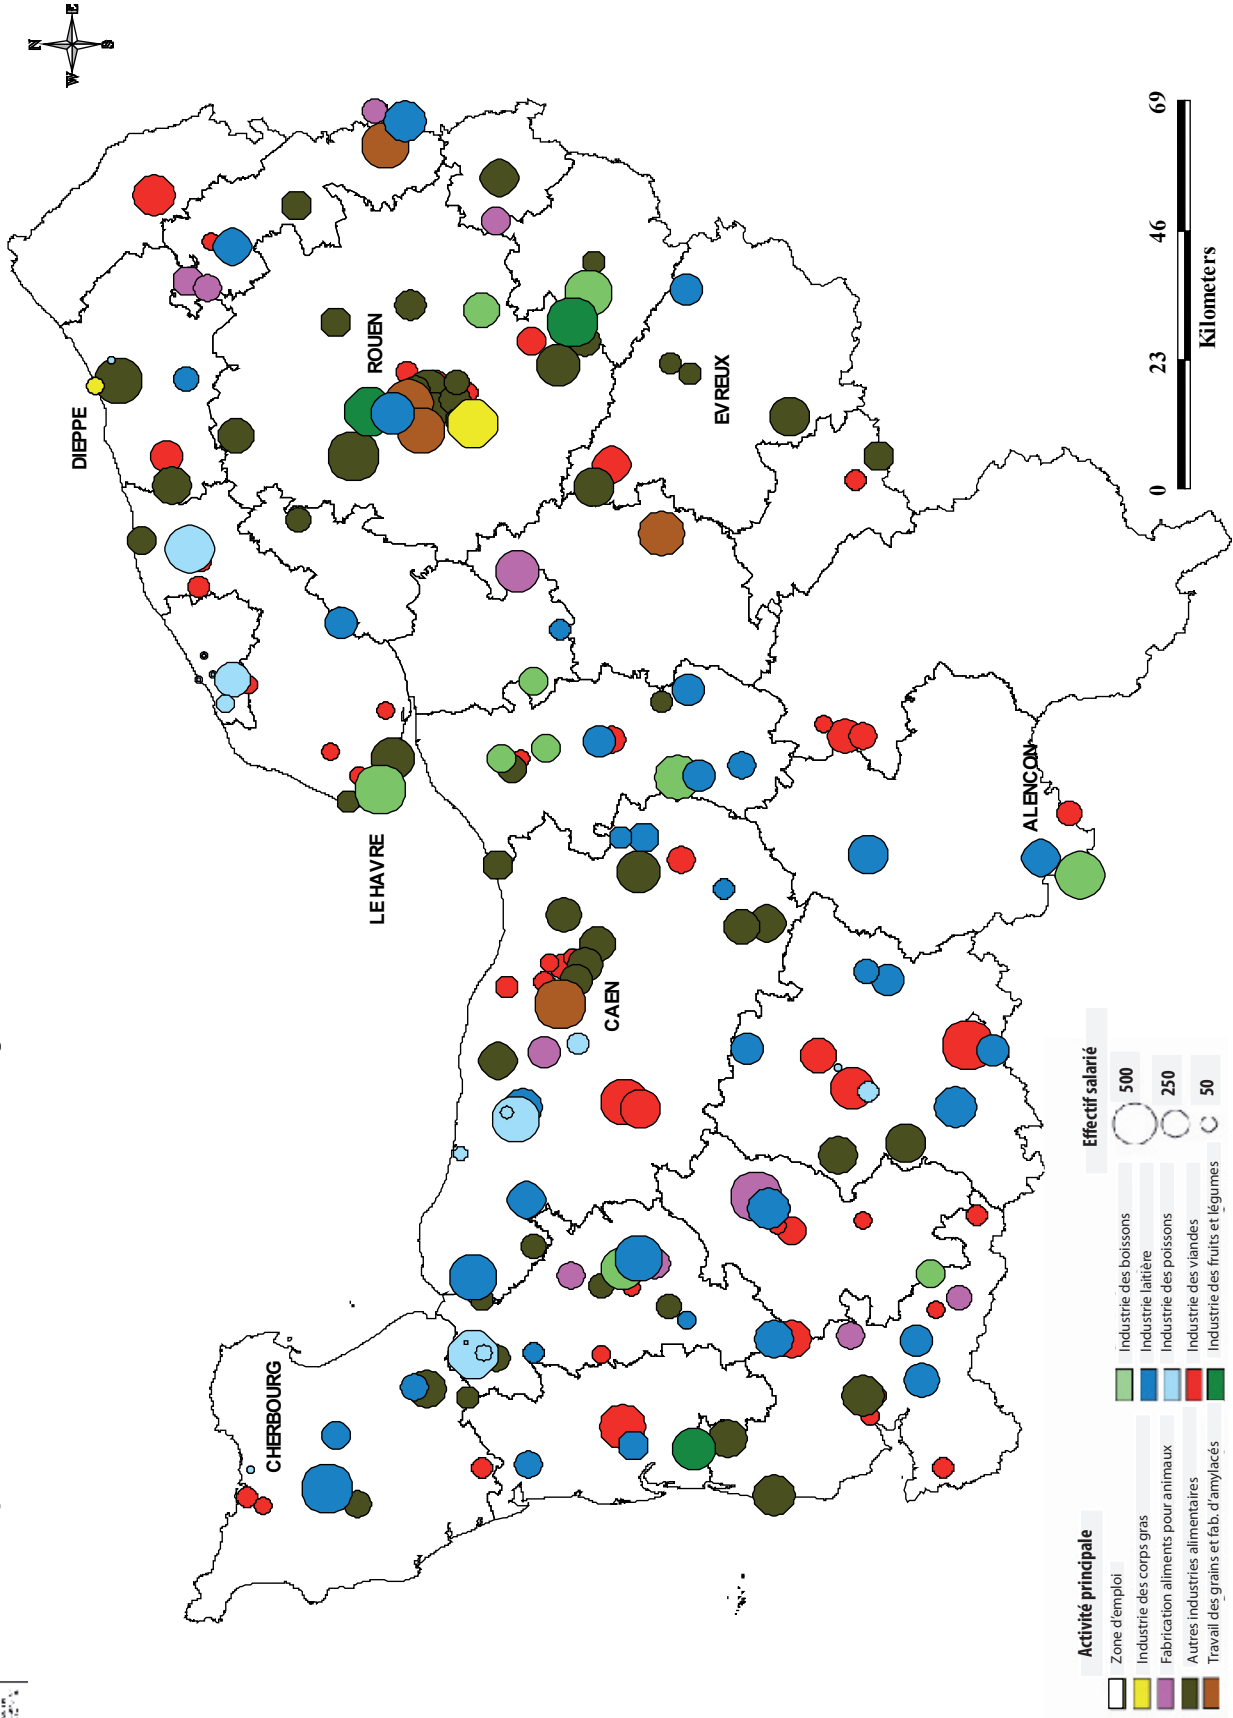 N
W E
S
DIEPPE
ROUEN
LE HAVRE
EVREUX
CAEN
CHERBOURG
ALENCON
0 23 46 69
Kilometers
Activité principale
Zone d'emploi
Industrie des corps gras
Fabrication aliments pour animaux
Autres industries alimentaires
Travail des grains et fab. d'amylacés
Industrie des boissons
Industrie laitière
Industrie des poissons
Industrie des viandes
Industrie des fruits et légumes
Effectif salarié
500
250
50